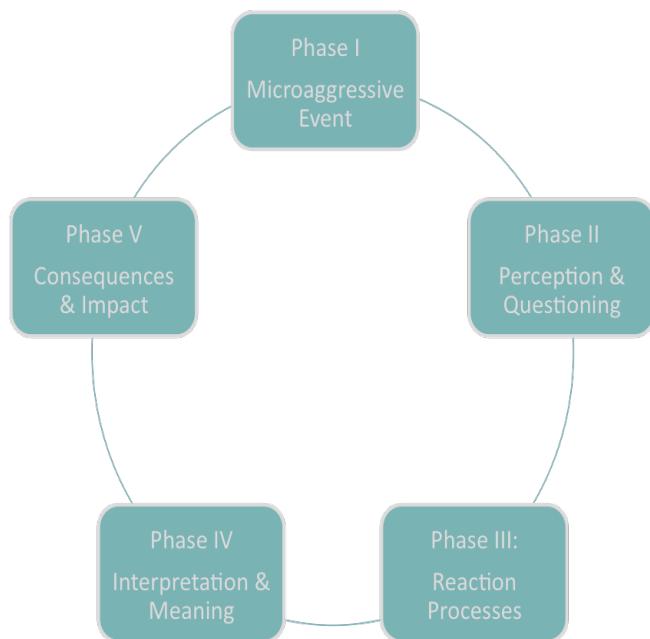 Phase I
Microaggressive
Event
Phase II
Perception &
Questioning
Phase III:
Reaction
Processes
Phase IV
Interpretation &
Meaning
Phase V
Consequences
& Impact